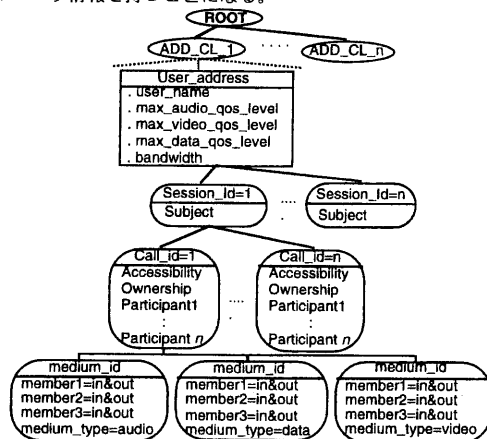 ROOT
ADD_CL_1 ..... ADD_CL_n
User_address
. user_name
. max_audio_qos_level
. max_video_qos_level
. max_data_qos_level
. bandwidth
Session_Id=1 .... Session_Id=n
Subject . Subject
Call_id=1 Call_id=n
Accessibility Accessibility
Ownership Ownership
Participant1 .... Participant1
: . :
Participant n Participant n
medium_id medium_id medium_id
member1=in&out member1=in&out member1=in&out
member2=in&out member2=in&out member2=in&out
member3=in&out member3=in&out member3=in&out
medium_type=audio medium_type=data medium_type=video